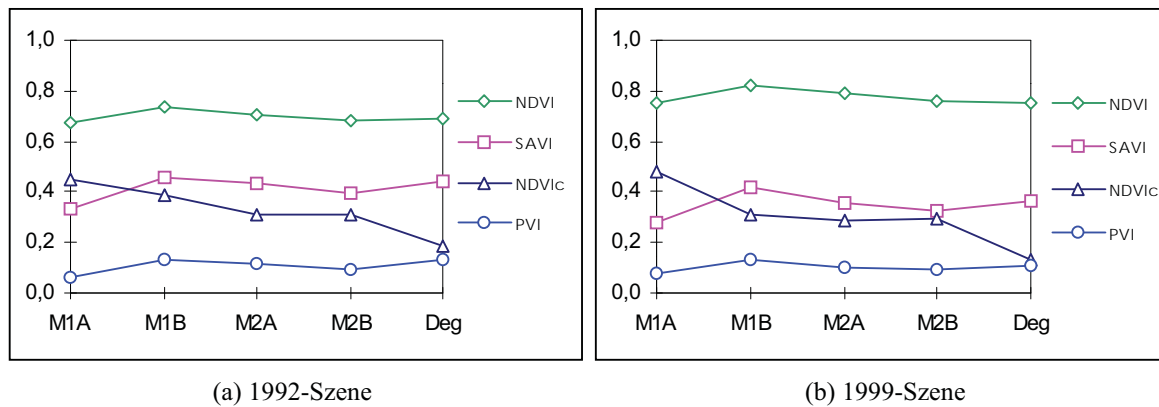 1,0
0,8
0,6
0,4
0,2
0,0
M1A M1B M2A M2B Deg
NDVI
SAVI
NDVIc
PVI
(a) 1992-Szene
1,0
0,8
0,6
0,4
0,2
0,0
M1A M1B M2A M2B Deg
NDVI
SAVI
NDVIc
PVI
(b) 1999-Szene